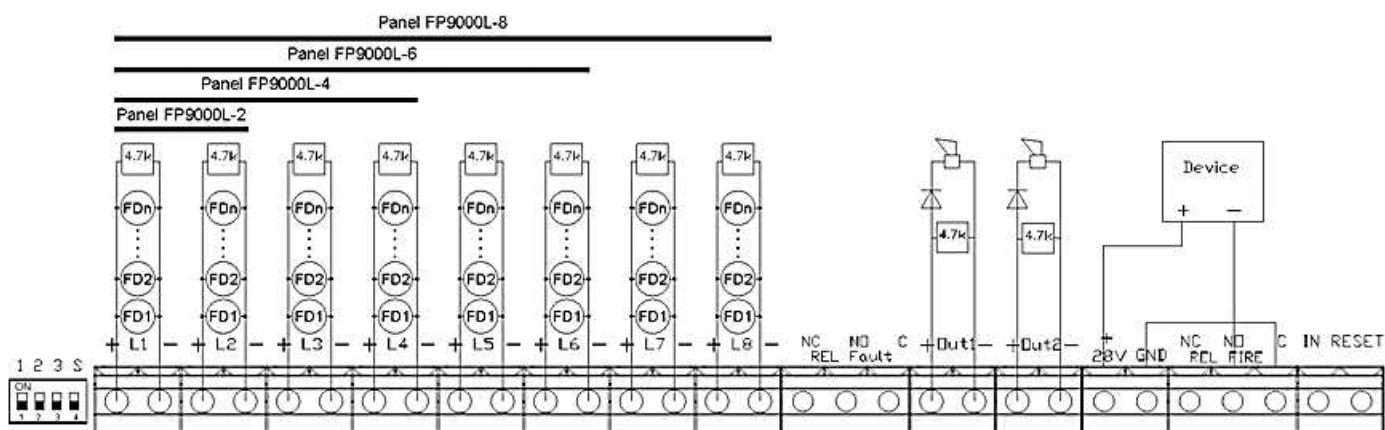 Panel FP9000L-8
Panel FP9000L-6
Panel FP9000L-4
Panel FP9000L-2
4.7k 4.7k 4.7k 4.7k 4.7k 4.7k 4.7k 4.7k
Device
FDn FDn FDn FDn FDn FDn FDn FDn
+ −
4.7k 4.7k
FD2 FD2 FD2 FD2 FD2 FD2 FD2 FD2
FD1 FD1 FD1 FD1 FD1 FD1 FD1 FD1
+ L1 − + L2 − + L3 − + L4 − + L5 − + L6 − + L7 − + L8 − NC NO C +Out1− +Out2− + NC NO C IN RESET
REL Fault 28V GND REL FIRE
1 2 3 S
ON
1 2 3 4